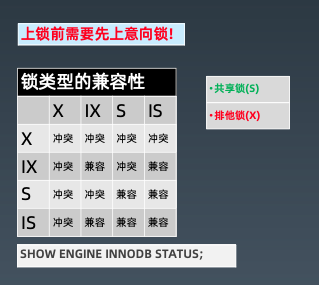 上锁前需要先上意向锁!
锁类型的兼容性
X IX S IS
X 冲突 冲突 冲突 冲突
IX 冲突 兼容 冲突 兼容
S 冲突 冲突 兼容 兼容
IS 冲突 兼容 兼容 兼容
•共享锁(S)
•排他锁(X)
SHOW ENGINE INNODB STATUS;